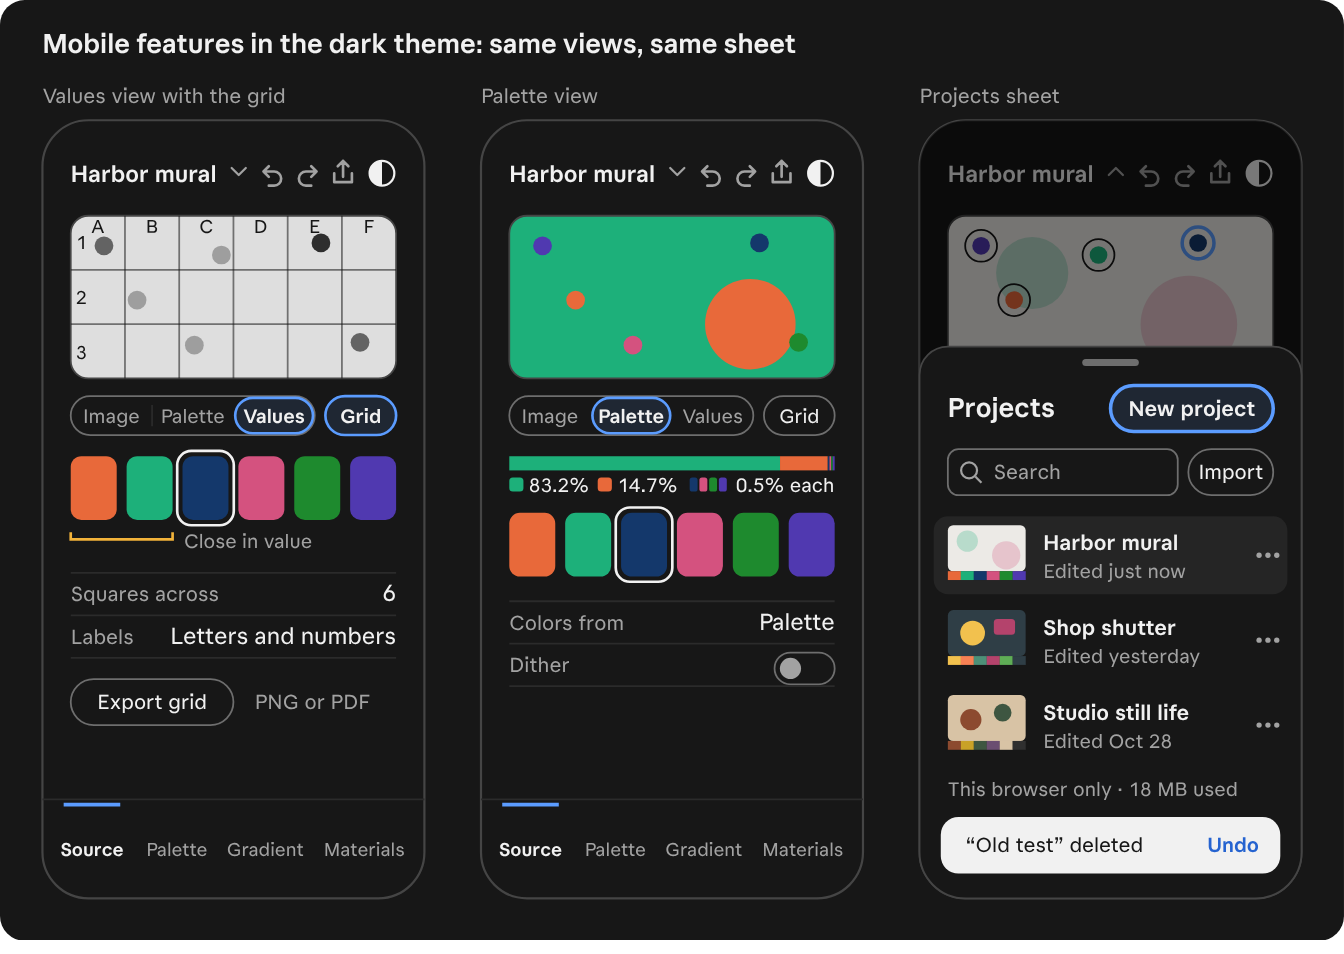 Mobile features in the dark theme: same views, same sheet
Values view with the grid
Harbor mural
A B C D E F
1
2
3
Image Palette Values Grid
Close in value
Squares across 6
Labels Letters and numbers
Export grid PNG or PDF
Source Palette Gradient Materials
Palette view
Harbor mural
Image Palette Values Grid
83.2% 14.7% 0.5% each
Colors from Palette
Dither
Source Palette Gradient Materials
Projects sheet
Harbor mural
Projects New project
Search Import
Harbor mural
Edited just now
Shop shutter
Edited yesterday
Studio still life
Edited Oct 28
This browser only · 18 MB used
“Old test” deleted Undo